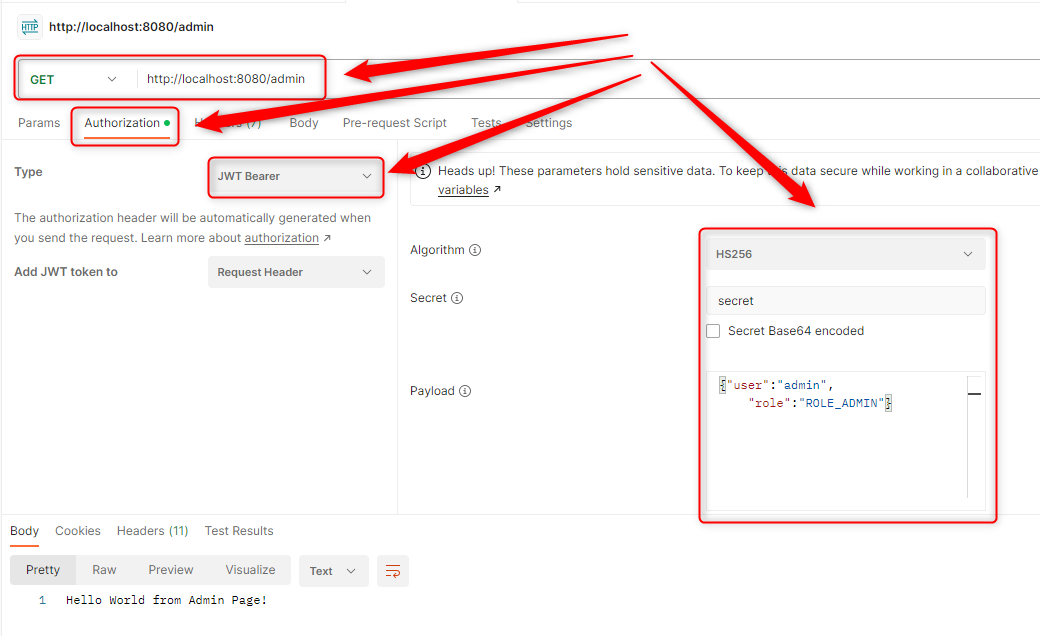 HTTP http://localhost:8080/admin
GET http://localhost:8080/admin
Params Authorization (7) Body Pre-request Script Tests Settings
Type JWT Bearer
Heads up! These parameters hold sensitive data. To keep this data secure while working in a collaborative
variables ↗
The authorization header will be automatically generated when
you send the request. Learn more about authorization ↗
Add JWT token to Request Header
Algorithm HS256
Secret secret
Secret Base64 encoded
Payload {"user":"admin",
"role":"ROLE_ADMIN"}
Body Cookies Headers (11) Test Results
Pretty Raw Preview Visualize Text
1 Hello World from Admin Page!